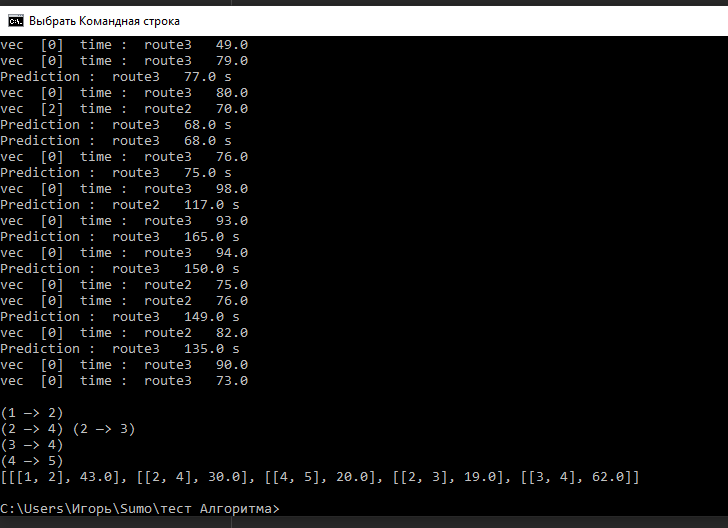 Выбрать Командная строка
vec [0] time : route3 49.0
vec [0] time : route3 79.0
Prediction : route3 77.0 s
vec [0] time : route3 80.0
vec [2] time : route2 70.0
Prediction : route3 68.0 s
Prediction : route3 68.0 s
vec [0] time : route3 76.0
Prediction : route3 75.0 s
vec [0] time : route3 98.0
Prediction : route2 117.0 s
vec [0] time : route3 93.0
Prediction : route3 165.0 s
vec [0] time : route3 94.0
Prediction : route3 150.0 s
vec [0] time : route2 75.0
vec [0] time : route2 76.0
Prediction : route3 149.0 s
vec [0] time : route2 82.0
Prediction : route3 135.0 s
vec [0] time : route3 90.0
vec [0] time : route3 73.0
(1 —> 2)
(2 —> 4) (2 —> 3)
(3 —> 4)
(4 —> 5)
[[[1, 2], 43.0], [[2, 4], 30.0], [[4, 5], 20.0], [[2, 3], 19.0], [[3, 4], 62.0]]
C:\Users\Игорь\Sumo\тест Алгоритма>